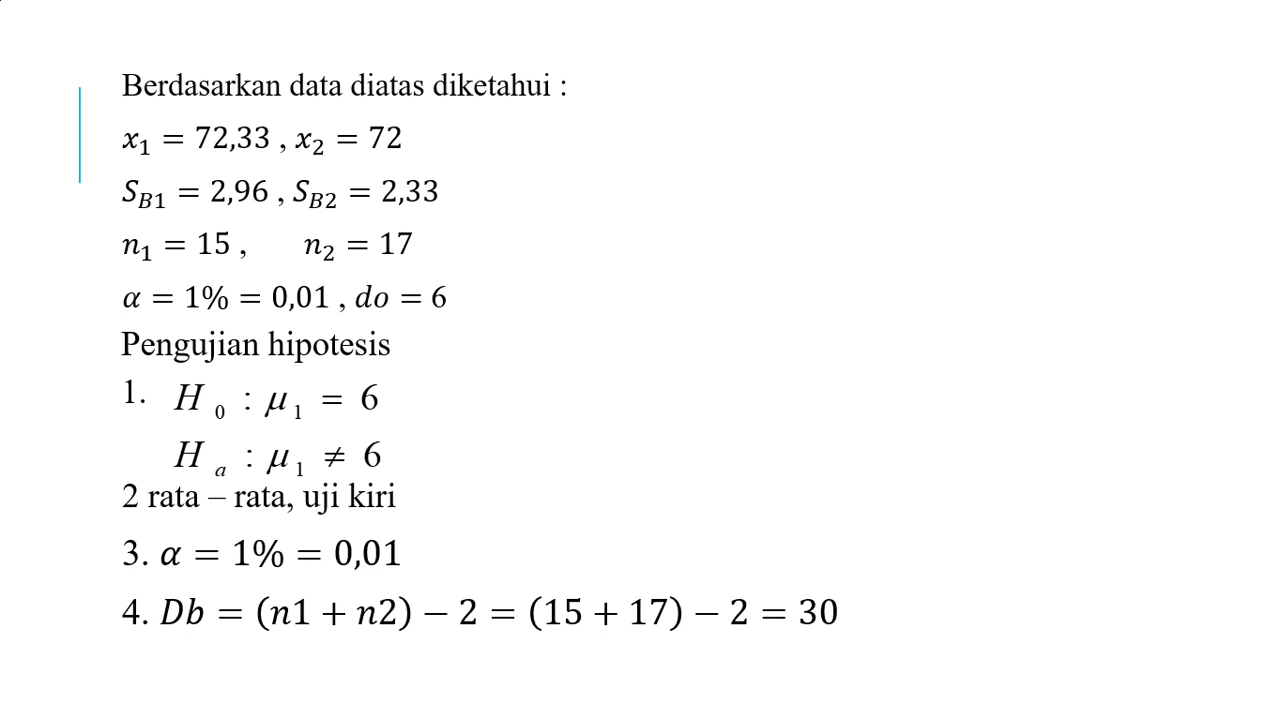 Berdasarkan data diatas diketahui :
𝑥₁ = 72,33 , 𝑥₂ = 72
S_B1 = 2,96 , S_B2 = 2,33
n₁ = 15 , n₂ = 17
α = 1% = 0,01 , do = 6
Pengujian hipotesis
1. H₀ : μ₁ = 6
Hₐ : μ₁ ≠ 6
2 rata – rata, uji kiri
3. α = 1% = 0,01
4. Db = (n1 + n2) − 2 = (15 + 17) − 2 = 30